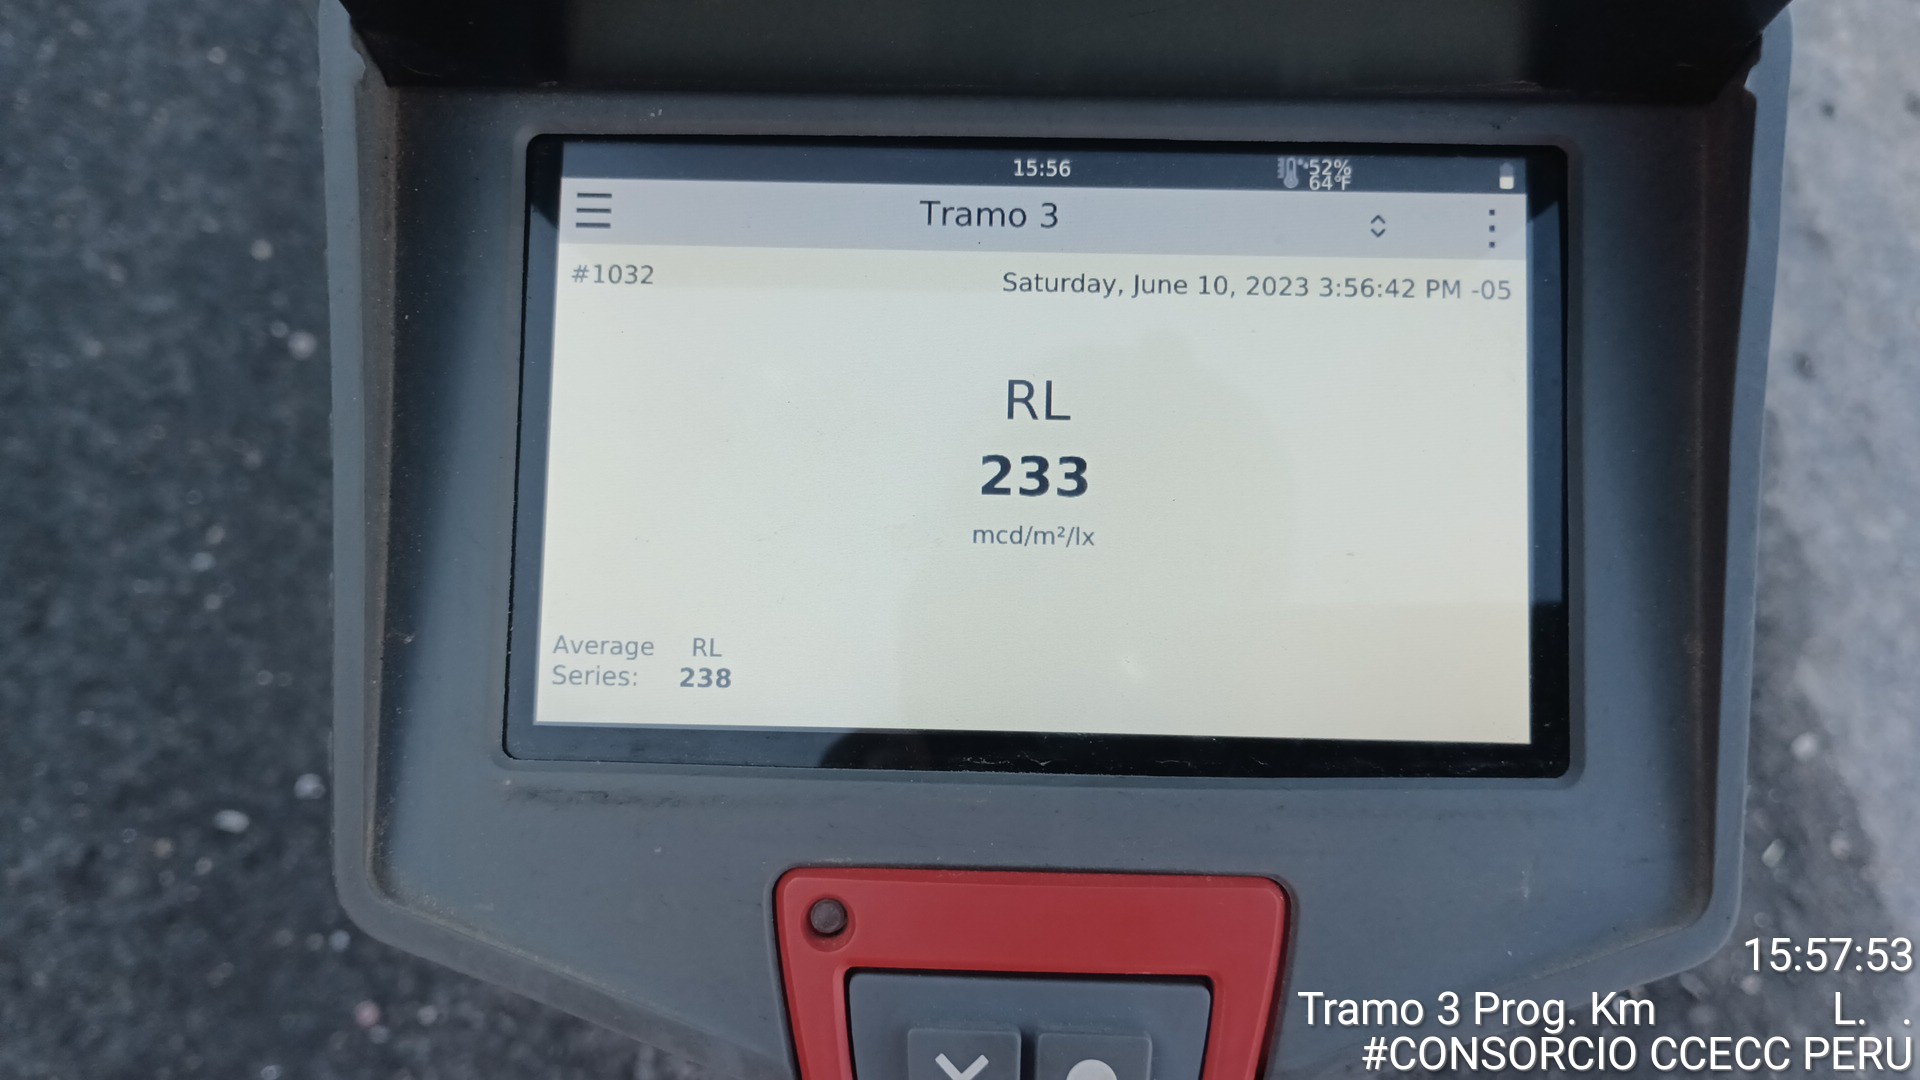 15:56
52%
64°F
Tramo 3
#1032
Saturday, June 10, 2023 3:56:42 PM -05
RL
233
mcd/m²/lx
Average RL
Series: 238
15:57:53
Tramo 3 Prog. Km L. .
#CONSORCIO CCECC PERU